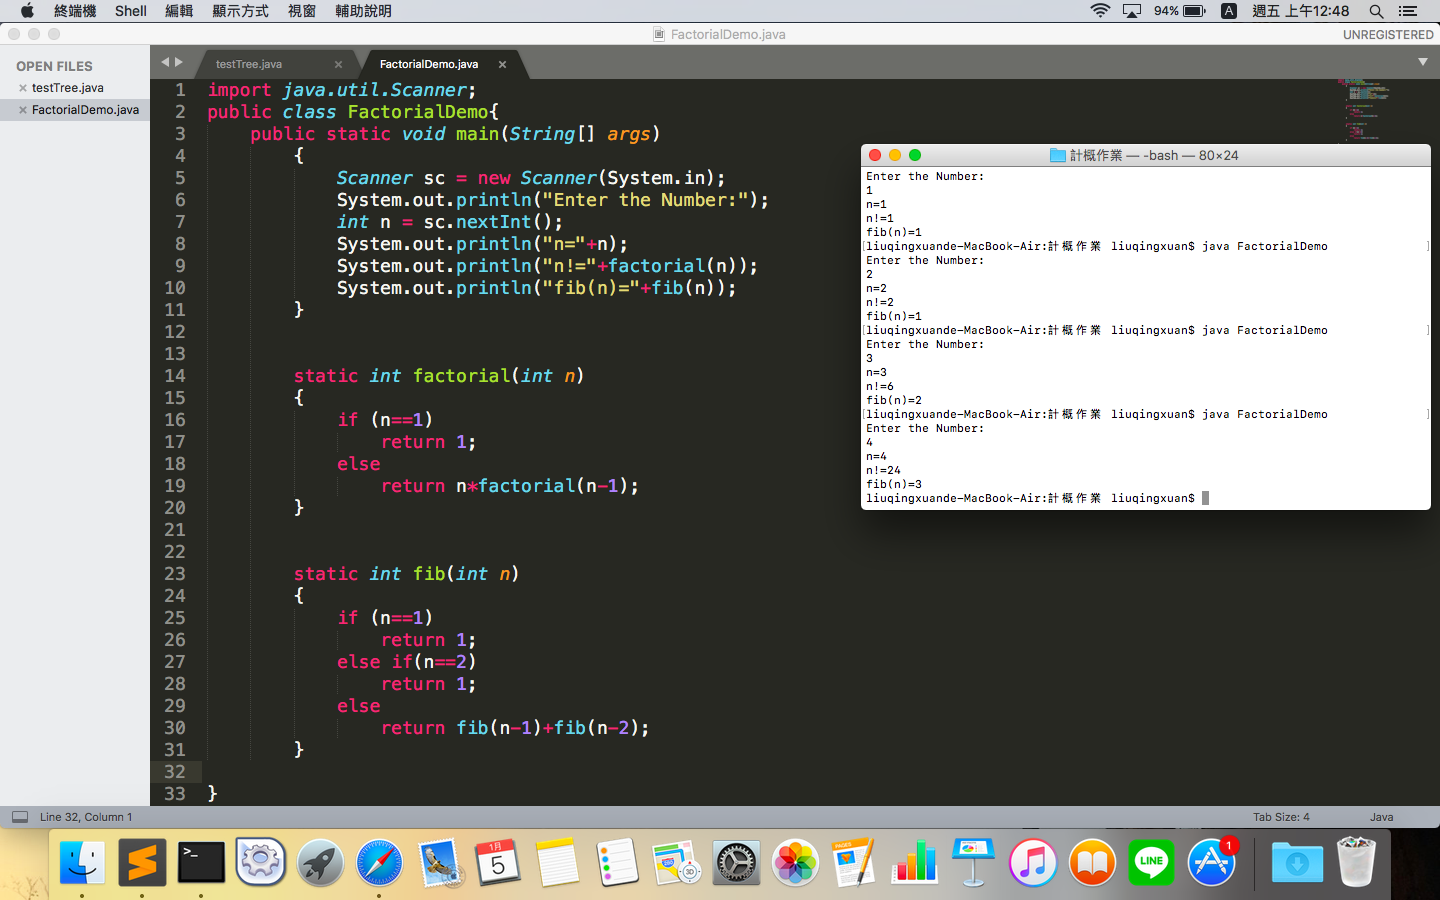 終端機 Shell 編輯 顯示方式 視窗 輔助說明 94% A 週五 上午12:48
FactorialDemo.java UNREGISTERED
OPEN FILES
testTree.java
FactorialDemo.java
testTree.java FactorialDemo.java
1 import java.util.Scanner;
2 public class FactorialDemo{
3 public static void main(String[] args)
4 {
5 Scanner sc = new Scanner(System.in);
6 System.out.println("Enter the Number:");
7 int n = sc.nextInt();
8 System.out.println("n="+n);
9 System.out.println("n!="+factorial(n));
10 System.out.println("fib(n)="+fib(n));
11 }
12
13
14 static int factorial(int n)
15 {
16 if (n==1)
17 return 1;
18 else
19 return n*factorial(n-1);
20 }
21
22
23 static int fib(int n)
24 {
25 if (n==1)
26 return 1;
27 else if(n==2)
28 return 1;
29 else
30 return fib(n-1)+fib(n-2);
31 }
32
33 }
計概作業 — -bash — 80×24
Enter the Number:
1
n=1
n!=1
fib(n)=1
[liuqingxuande-MacBook-Air:計概作業 liuqingxuan$ java FactorialDemo ]
Enter the Number:
2
n=2
n!=2
fib(n)=1
[liuqingxuande-MacBook-Air:計概作業 liuqingxuan$ java FactorialDemo ]
Enter the Number:
3
n=3
n!=6
fib(n)=2
[liuqingxuande-MacBook-Air:計概作業 liuqingxuan$ java FactorialDemo ]
Enter the Number:
4
n=4
n!=24
fib(n)=3
liuqingxuande-MacBook-Air:計概作業 liuqingxuan$
Line 32, Column 1 Tab Size: 4 Java
>_
1月
5
3D
PAGES
LINE
1